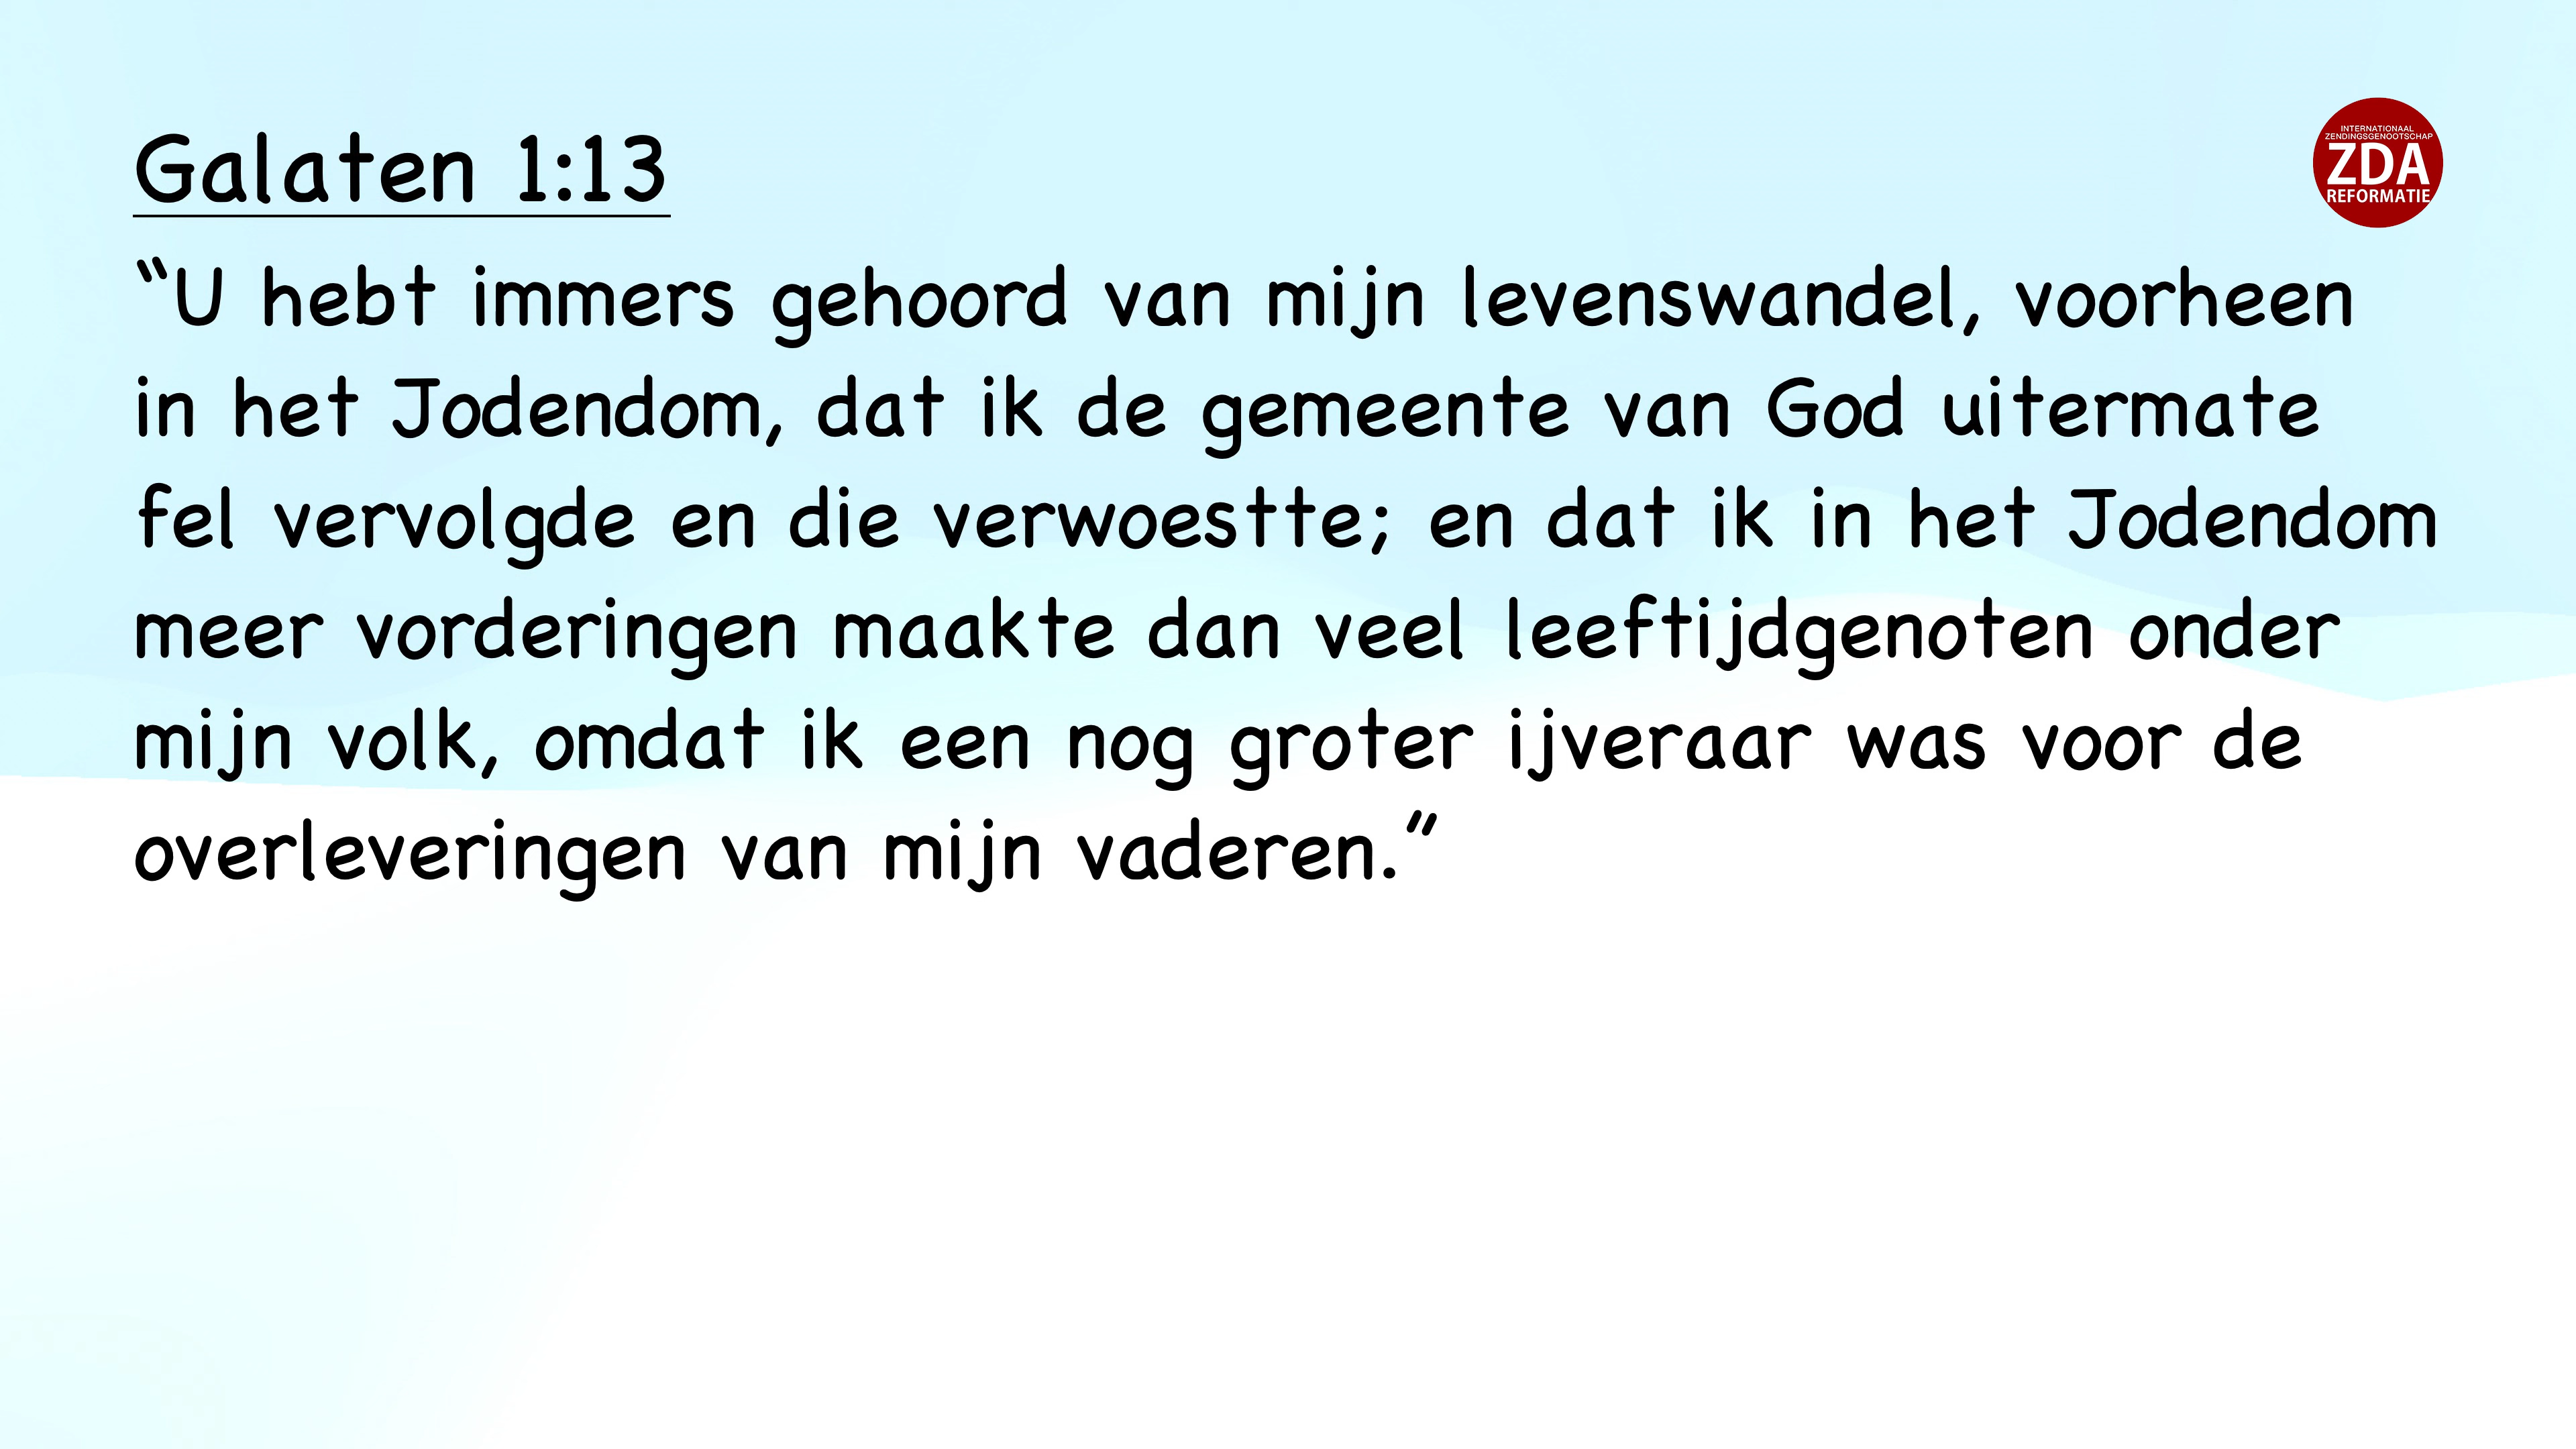 Galaten 1:13
INTERNATIONAAL
ZENDINGSGENOOTSCHAP
ZDA
REFORMATIE
“U hebt immers gehoord van mijn levenswandel, voorheen
in het Jodendom, dat ik de gemeente van God uitermate
fel vervolgde en die verwoestte; en dat ik in het Jodendom
meer vorderingen maakte dan veel leeftijdgenoten onder
mijn volk, omdat ik een nog groter ijveraar was voor de
overleveringen van mijn vaderen.”